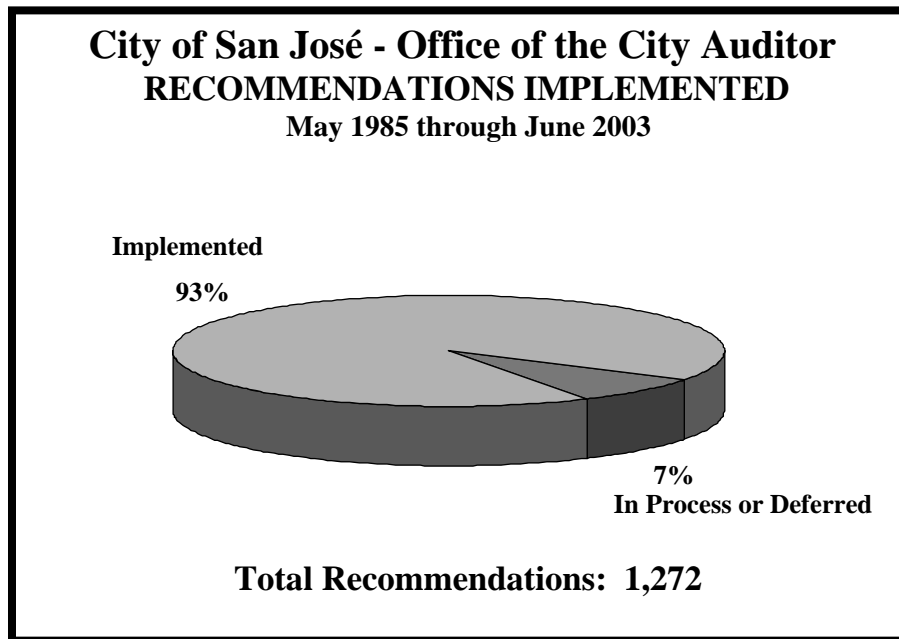 City of San José - Office of the City Auditor
RECOMMENDATIONS IMPLEMENTED
May 1985 through June 2003
Implemented
93%
7%
In Process or Deferred
Total Recommendations: 1,272